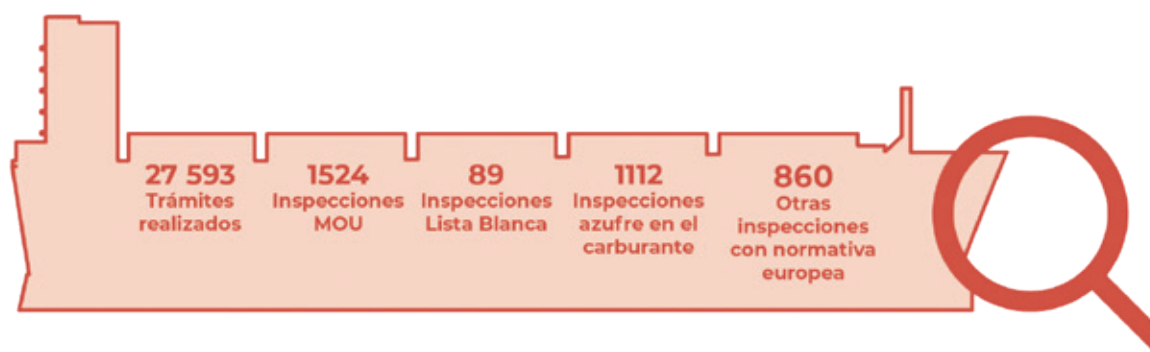 27 593
Trámites
realizados
1524
Inspecciones
MOU
89
Inspecciones
Lista Blanca
1112
Inspecciones
azufre en el
carburante
860
Otras
inspecciones
con normativa
europea